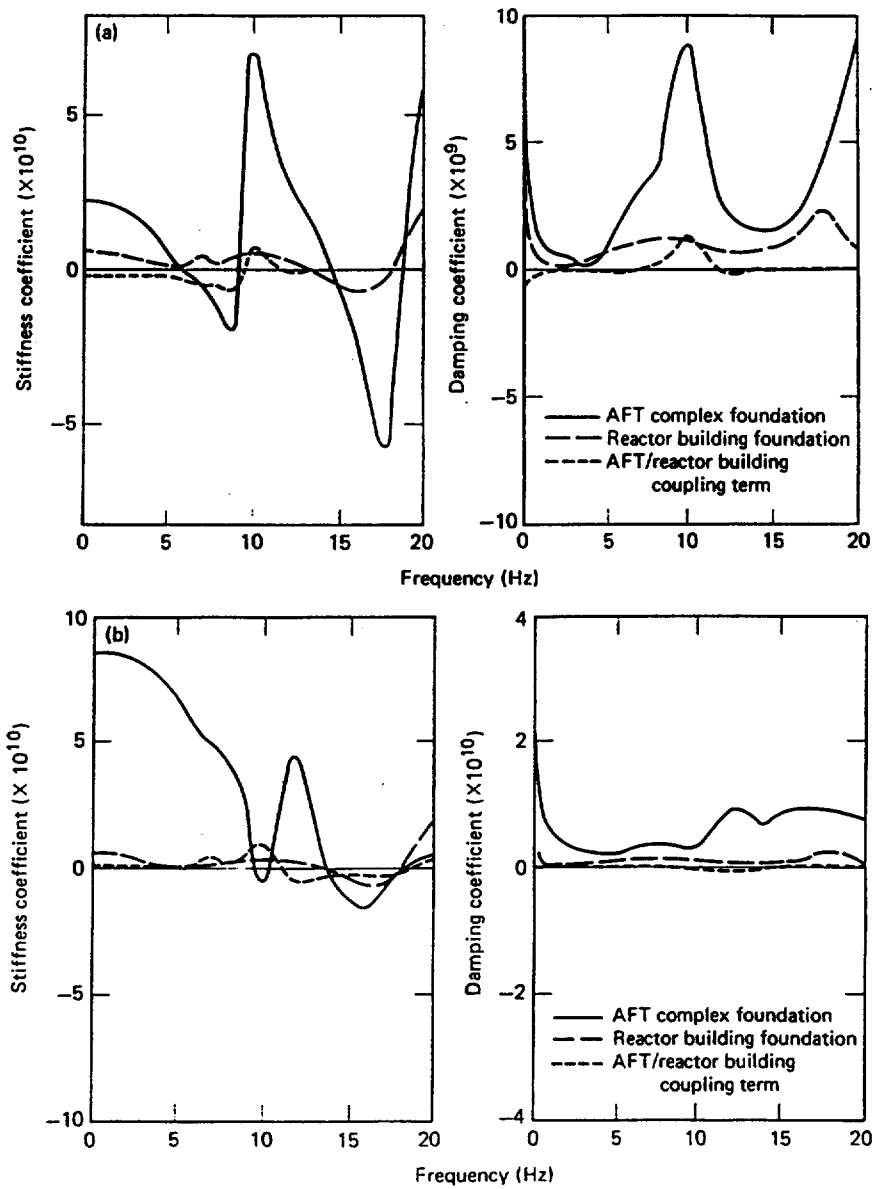 (a)
Stiffness coefficient (X10¹⁰)
5
0
−5
0 5 10 15 20
Damping coefficient (X10⁹)
10
5
0
−5
−10
AFT complex foundation
Reactor building foundation
AFT/reactor building
coupling term
0 5 10 15 20
Frequency (Hz)
(b)
Stiffness coefficient (X 10¹⁰)
10
5
0
−5
−10
0 5 10 15 20
Damping coefficient (X10¹⁰)
4
2
0
−2
−4
AFT complex foundation
Reactor building foundation
AFT/reactor building
coupling term
0 5 10 15 20
Frequency (Hz)